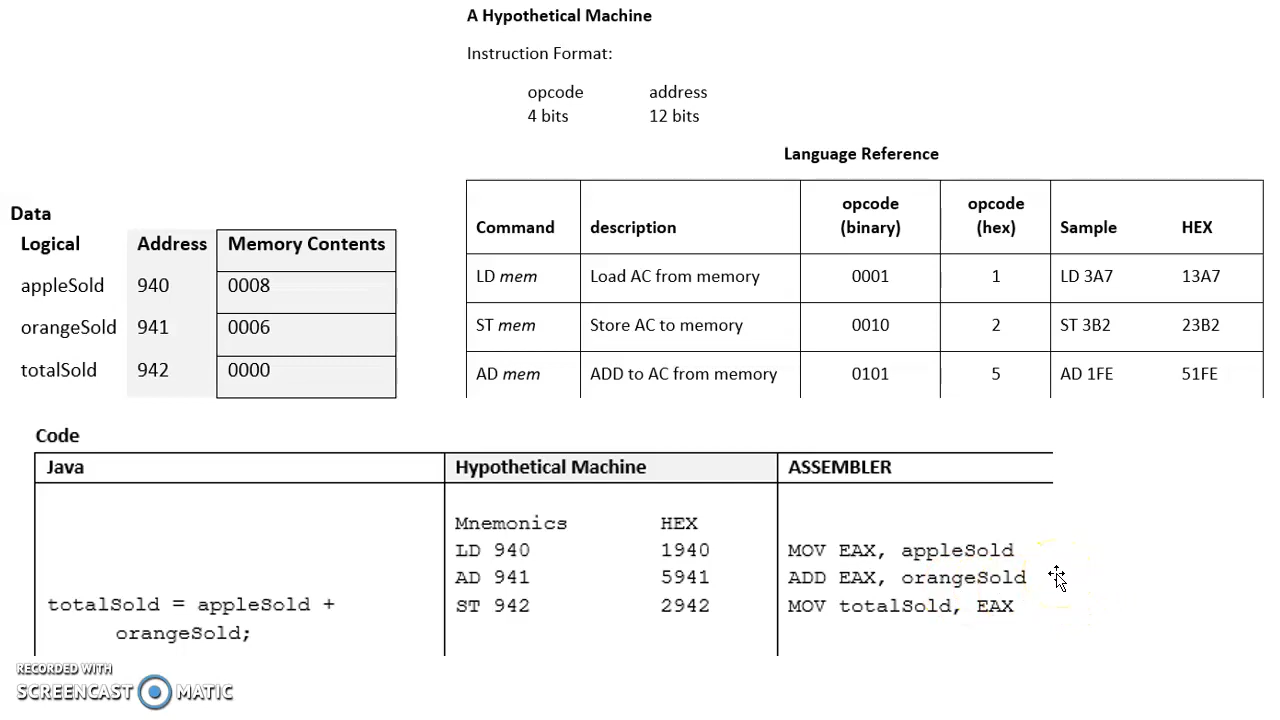 A Hypothetical Machine
Instruction Format:
opcode address
4 bits 12 bits
Language Reference
Command description opcode (binary) opcode (hex) Sample HEX
LD mem Load AC from memory 0001 1 LD 3A7 13A7
ST mem Store AC to memory 0010 2 ST 3B2 23B2
AD mem ADD to AC from memory 0101 5 AD 1FE 51FE
Data
Logical Address Memory Contents
appleSold 940 0008
orangeSold 941 0006
totalSold 942 0000
Code
Java Hypothetical Machine ASSEMBLER
Mnemonics HEX
LD 940 1940 MOV EAX, appleSold
AD 941 5941 ADD EAX, orangeSold
totalSold = appleSold + ST 942 2942 MOV totalSold, EAX
orangeSold;
RECORDED WITH
SCREENCAST MATIC